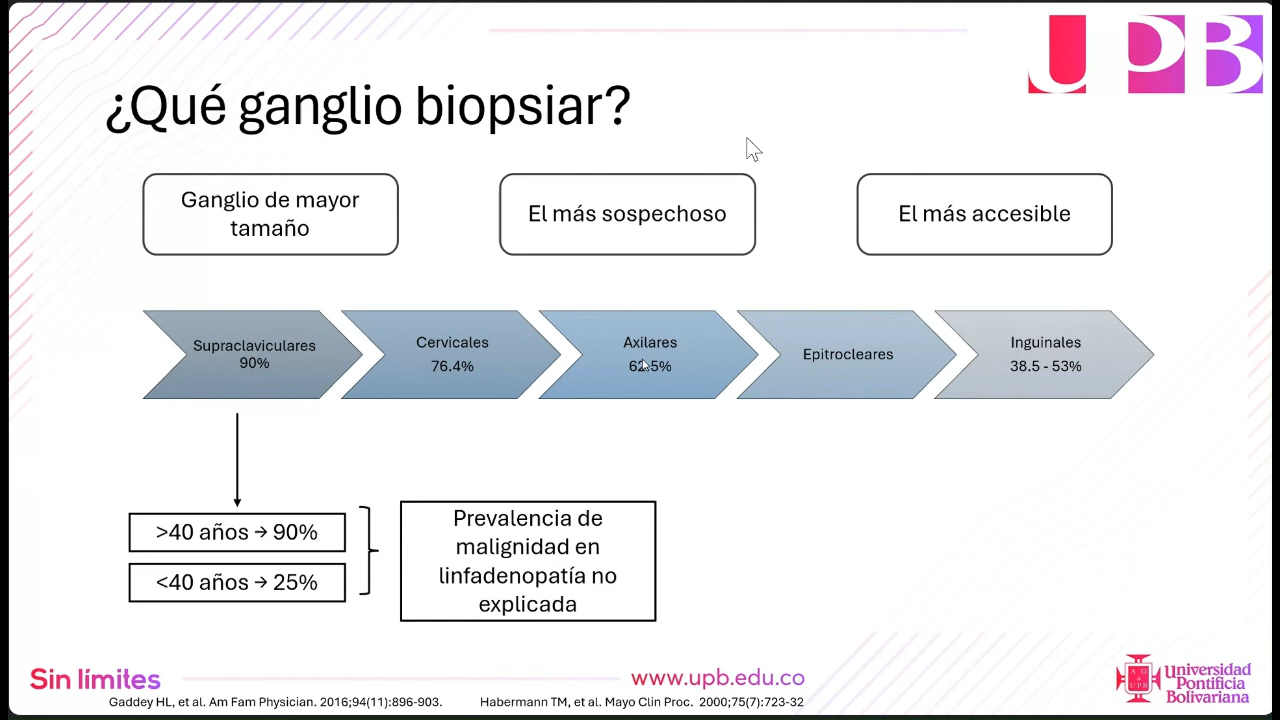 UPB
¿Qué ganglio biopsiar?
Ganglio de mayor
tamaño
El más sospechoso
El más accesible
Supraclaviculares
90%
Cervicales
76.4%
Axilares
62.5%
Epitrocleares
Inguinales
38.5 - 53%
>40 años → 90%
<40 años → 25%
Prevalencia de
malignidad en
linfadenopatía no
explicada
Sin límites
www.upb.edu.co
Universidad
Pontificia
Bolivariana
Gaddey HL, et al. Am Fam Physician. 2016;94(11):896-9
Habermann TM, et al. Mayo Clin Proc. 2000;75(7):723-32